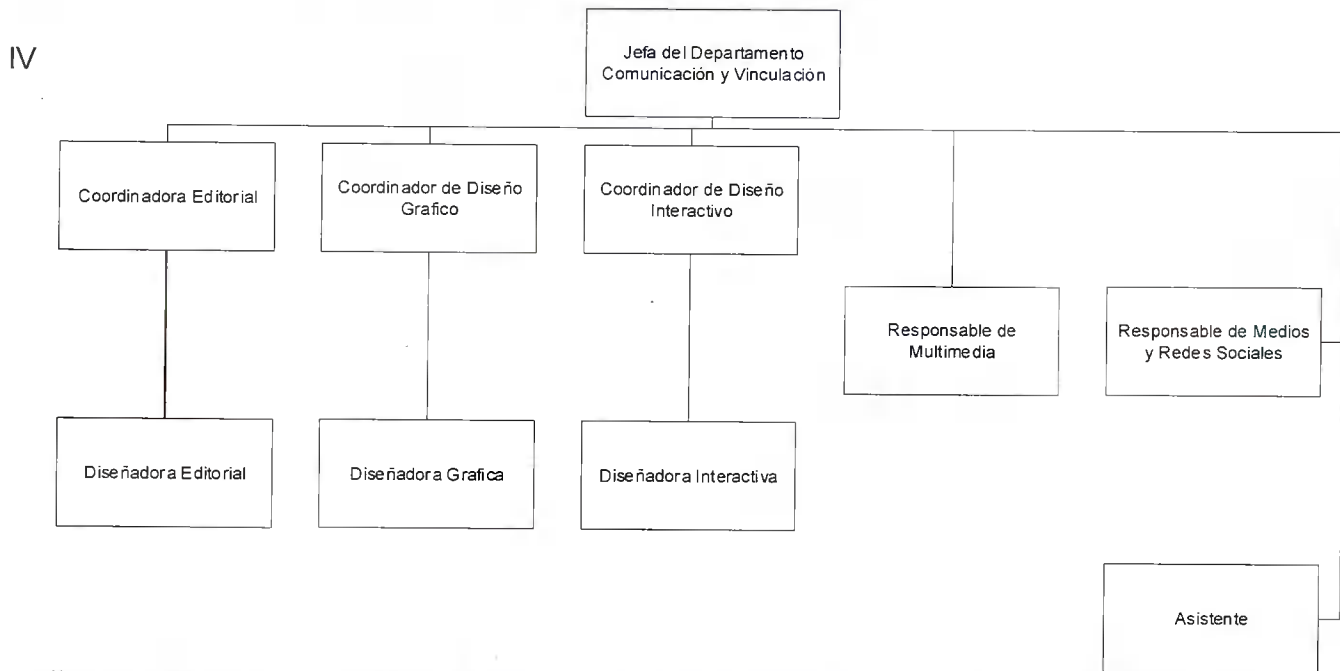 IV
Jefa del Departamento
Comunicación y Vinculación
Coordinadora Editorial
Coordinador de Diseño
Grafico
Coordinador de Diseño
Interactivo
Responsable de
Multimedia
Responsable de Medios
y Redes Sociales
Diseñadora Editorial
Diseñadora Grafica
Diseñadora Interactiva
Asistente